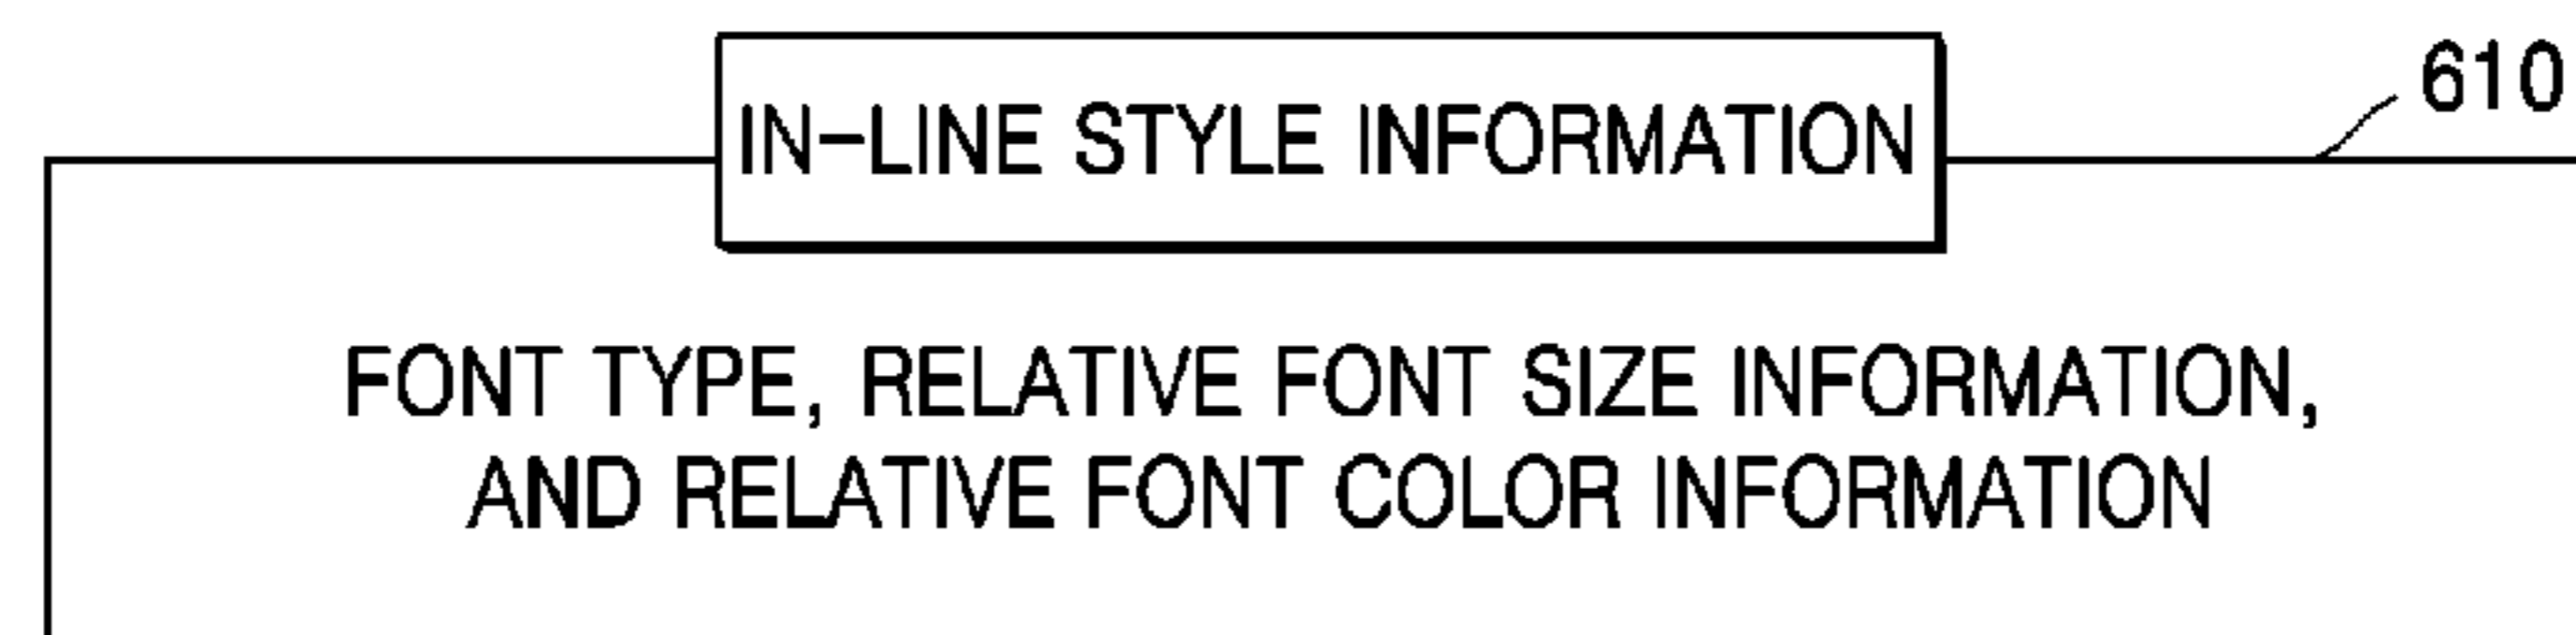 610
IN-LINE STYLE INFORMATION
FONT TYPE, RELATIVE FONT SIZE INFORMATION,
AND RELATIVE FONT COLOR INFORMATION